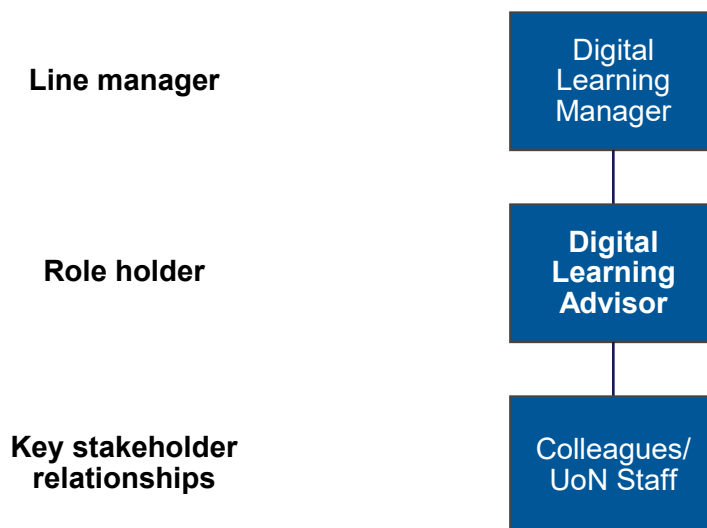 Line manager
Digital
Learning
Manager
Role holder
Digital
Learning
Advisor
Key stakeholder
relationships
Colleagues/
UoN Staff